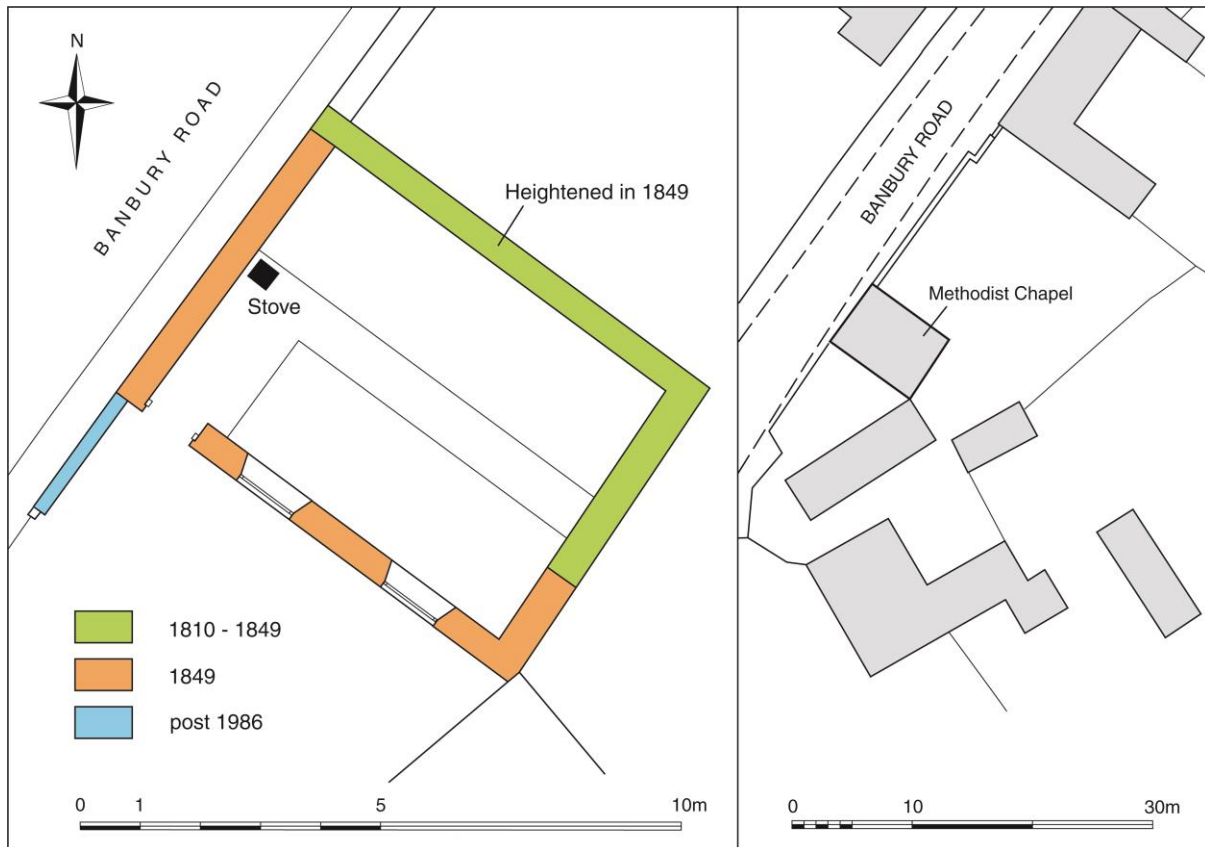 N
BANBURY ROAD
Heightened in 1849
Stove
1810 - 1849
1849
post 1986
0 1 5 10m
BANBURY ROAD
Methodist Chapel
0 10 30m